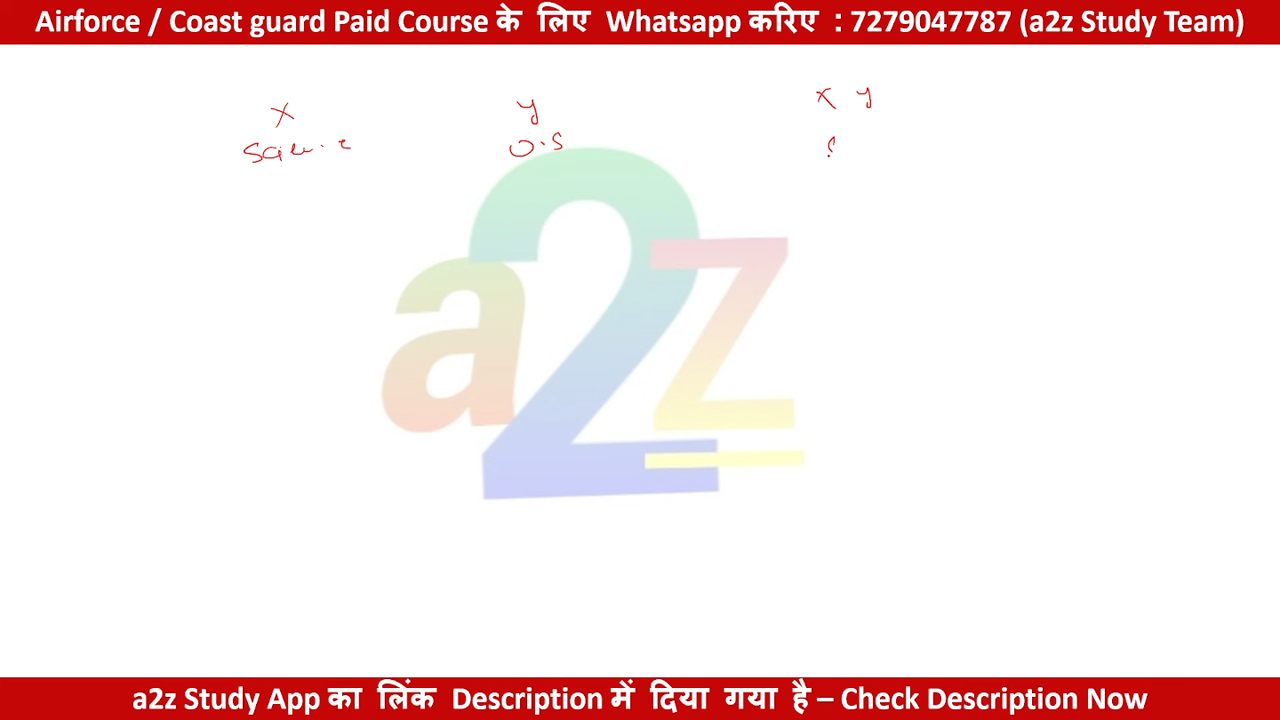 Airforce / Coast guard Paid Course के लिए Whatsapp करिए : 7279047787 (a2z Study Team)
X y x y
O.S ?
a2z
a2z Study App का लिंक Description में दिया गया है – Check Description Now